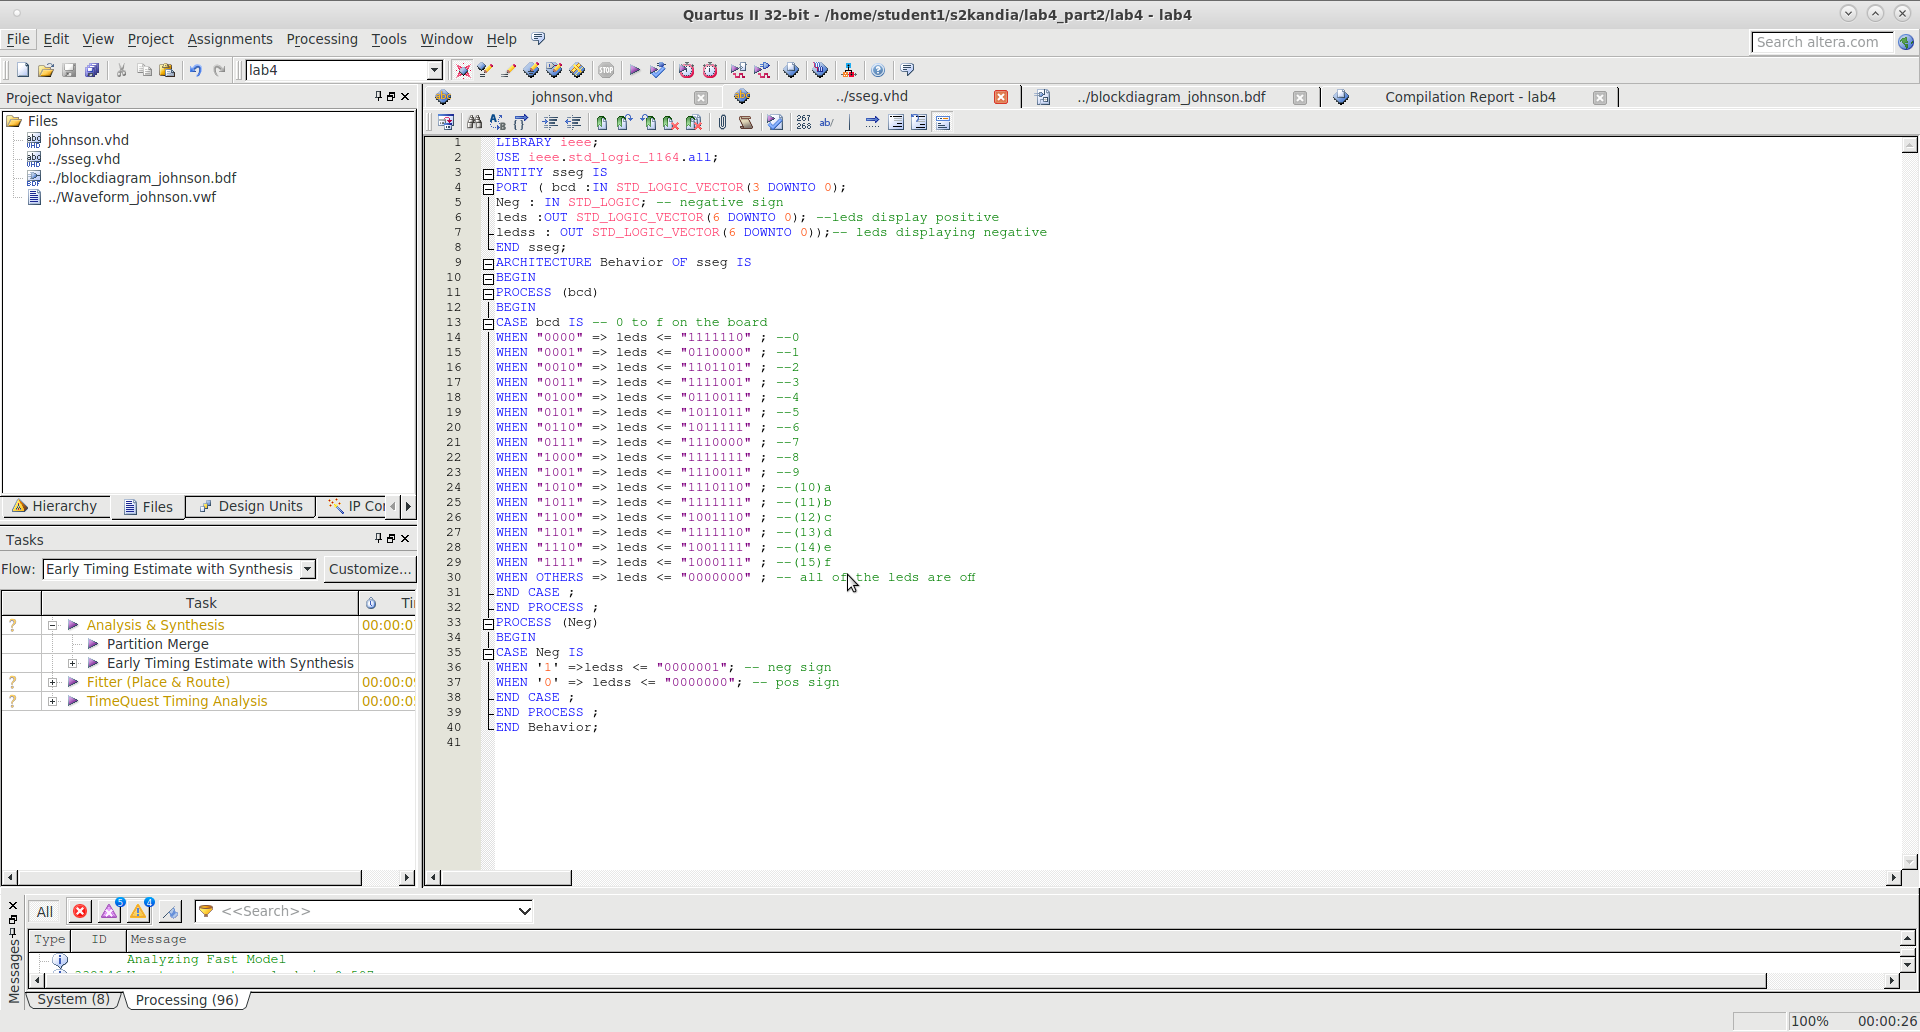 Quartus II 32-bit - /home/student1/s2kandia/lab4_part2/lab4 - lab4
File Edit View Project Assignments Processing Tools Window Help
Search altera.com
lab4
Project Navigator
Files
johnson.vhd
../sseg.vhd
../blockdiagram_johnson.bdf
../Waveform_johnson.vwf
Hierarchy Files Design Units IP Co
Tasks
Flow: Early Timing Estimate with Synthesis Customize...
Task Ti
Analysis & Synthesis 00:00:0
Partition Merge
Early Timing Estimate with Synthesis
Fitter (Place & Route) 00:00:0
TimeQuest Timing Analysis 00:00:0
johnson.vhd ../sseg.vhd ../blockdiagram_johnson.bdf Compilation Report - lab4
267 268 ab/
1 LIBRARY ieee;
2 USE ieee.std_logic_1164.all;
3 ENTITY sseg IS
4 PORT ( bcd :IN STD_LOGIC_VECTOR(3 DOWNTO 0);
5 Neg : IN STD_LOGIC; -- negative sign
6 leds :OUT STD_LOGIC_VECTOR(6 DOWNTO 0); --leds display positive
7 ledss : OUT STD_LOGIC_VECTOR(6 DOWNTO 0));-- leds displaying negative
8 END sseg;
9 ARCHITECTURE Behavior OF sseg IS
10 BEGIN
11 PROCESS (bcd)
12 BEGIN
13 CASE bcd IS -- 0 to f on the board
14 WHEN "0000" => leds <= "1111110" ; --0
15 WHEN "0001" => leds <= "0110000" ; --1
16 WHEN "0010" => leds <= "1101101" ; --2
17 WHEN "0011" => leds <= "1111001" ; --3
18 WHEN "0100" => leds <= "0110011" ; --4
19 WHEN "0101" => leds <= "1011011" ; --5
20 WHEN "0110" => leds <= "1011111" ; --6
21 WHEN "0111" => leds <= "1110000" ; --7
22 WHEN "1000" => leds <= "1111111" ; --8
23 WHEN "1001" => leds <= "1110011" ; --9
24 WHEN "1010" => leds <= "1110110" ; --(10)a
25 WHEN "1011" => leds <= "1111111" ; --(11)b
26 WHEN "1100" => leds <= "1001110" ; --(12)c
27 WHEN "1101" => leds <= "1111110" ; --(13)d
28 WHEN "1110" => leds <= "1001111" ; --(14)e
29 WHEN "1111" => leds <= "1000111" ; --(15)f
30 WHEN OTHERS => leds <= "0000000" ; -- all of the leds are off
31 END CASE ;
32 END PROCESS ;
33 PROCESS (Neg)
34 BEGIN
35 CASE Neg IS
36 WHEN '1' =>ledss <= "0000001"; -- neg sign
37 WHEN '0' => ledss <= "0000000"; -- pos sign
38 END CASE ;
39 END PROCESS ;
40 END Behavior;
41
Messages
All 5 4 <<Search>>
Type ID Message
Analyzing Fast Model
System (8) Processing (96)
100% 00:00:26